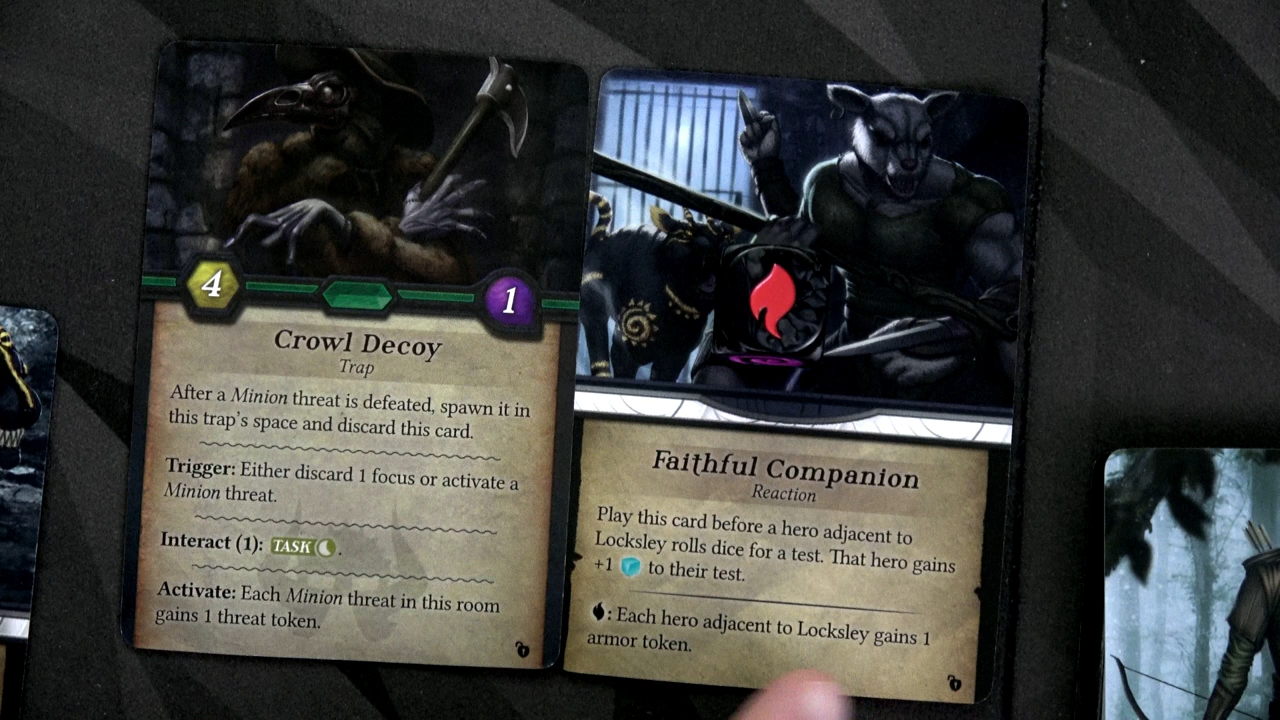 4
1
Crowl Decoy
Trap
After a Minion threat is defeated, spawn it in
this trap's space and discard this card.
Trigger: Either discard 1 focus or activate a
Minion threat.
Interact (1): TASK .
Activate: Each Minion threat in this room
gains 1 threat token.
Faithful Companion
Reaction
Play this card before a hero adjacent to
Locksley rolls dice for a test. That hero gains
+1 to their test.
: Each hero adjacent to Locksley gains 1
armor token.